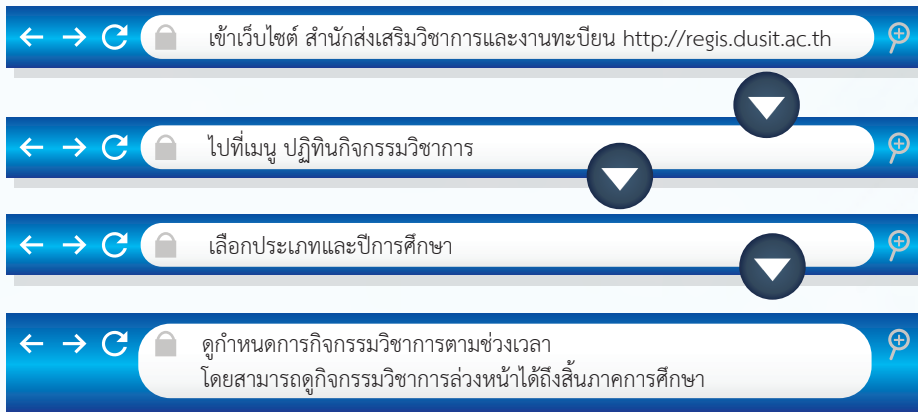 เข้าเว็บไซต์ สำนักส่งเสริมวิชาการและงานทะบียน http://regis.dusit.ac.th
ไปที่เมนู ปฏิทินกิจกรรมวิชาการ
เลือกประเภทและปีการศึกษา
ดูกำหนดการกิจกรรมวิชาการตามช่วงเวลา
โดยสามารถดูกิจกรรมวิชาการล่วงหน้าได้ถึงสิ้นภาคการศึกษา